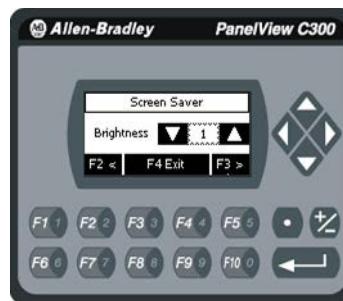 AB Allen-Bradley PanelView C300
Screen Saver
Brightness 1
F2 < F4 Exit F3 >
F1 1 F2 2 F3 3 F4 4 F5 5 • +/-
F6 6 F7 7 F8 8 F9 9 F10 0